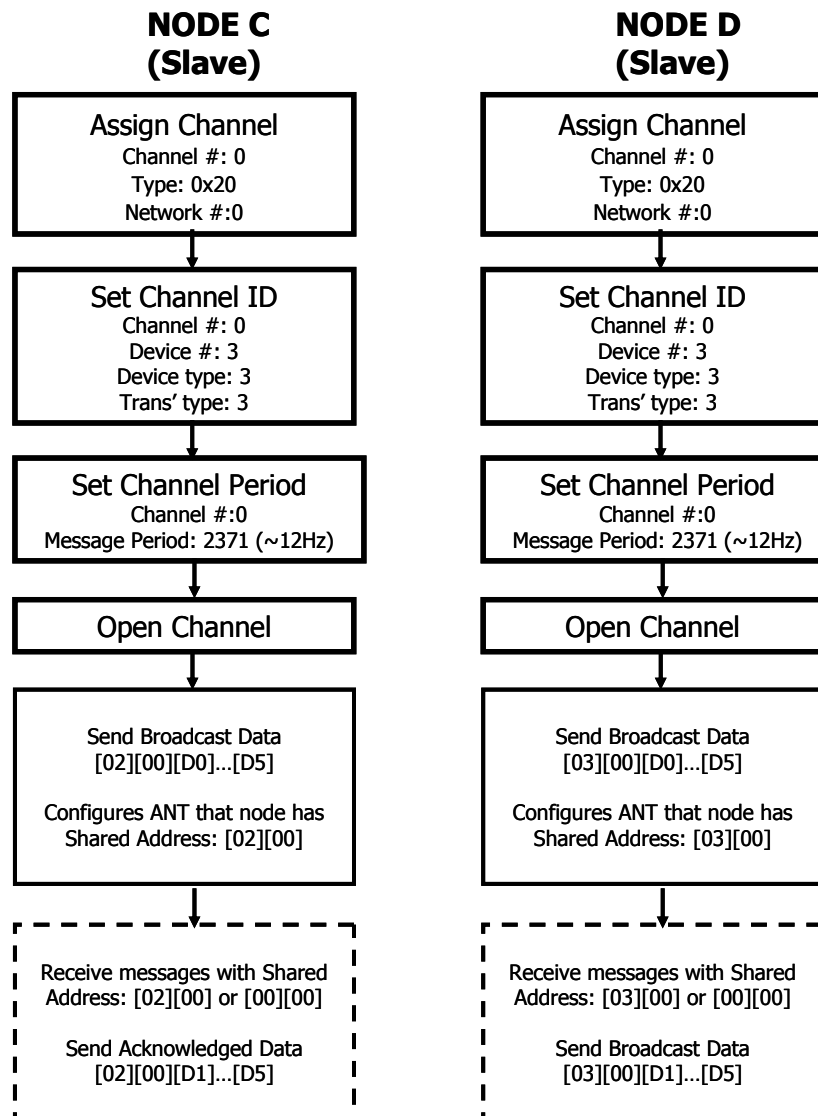 NODE C
(Slave)
Assign Channel
Channel #: 0
Type: 0x20
Network #:0
Set Channel ID
Channel #: 0
Device #: 3
Device type: 3
Trans’ type: 3
Set Channel Period
Channel #:0
Message Period: 2371 (~12Hz)
Open Channel
Send Broadcast Data
[02][00][D0]...[D5]
Configures ANT that node has
Shared Address: [02][00]
Receive messages with Shared
Address: [02][00] or [00][00]
Send Acknowledged Data
[02][00][D1]...[D5]
NODE D
(Slave)
Assign Channel
Channel #: 0
Type: 0x20
Network #:0
Set Channel ID
Channel #: 0
Device #: 3
Device type: 3
Trans’ type: 3
Set Channel Period
Channel #:0
Message Period: 2371 (~12Hz)
Open Channel
Send Broadcast Data
[03][00][D0]...[D5]
Configures ANT that node has
Shared Address: [03][00]
Receive messages with Shared
Address: [03][00] or [00][00]
Send Broadcast Data
[03][00][D1]...[D5]